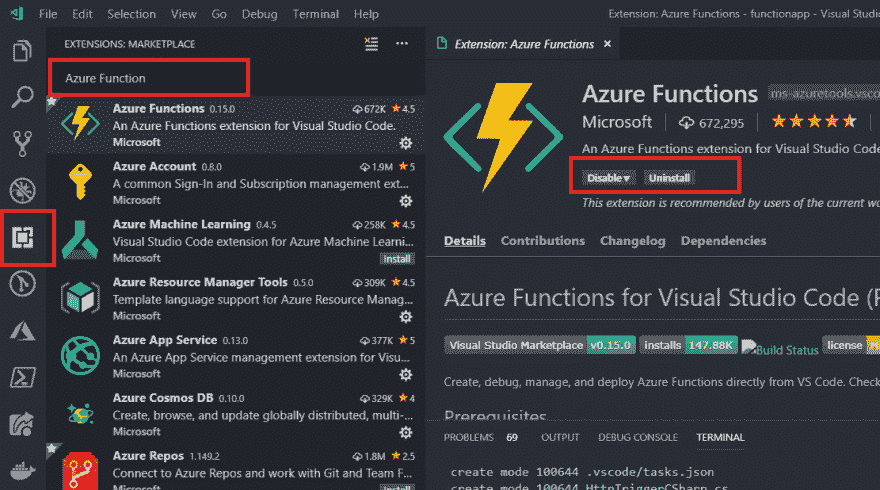 File Edit Selection View Go Debug Terminal Help
Extension: Azure Functions - functionapp - Visual Studio
EXTENSIONS: MARKETPLACE
Azure Function
Azure Functions 0.15.0 672K 4.5
An Azure Functions extension for Visual Studio Code.
Microsoft
Azure Account 0.8.0 1.9M 5
A common Sign-In and Subscription management ext...
Microsoft
Azure Machine Learning 0.4.5 258K 4.5
Visual Studio Code extension for Azure Machine Learni...
Microsoft Install
Azure Resource Manager Tools 0.5.0 309K 4.5
Template language support for Azure Resource Manag...
Microsoft
Azure App Service 0.13.0 377K 5
An Azure App Service management extension for Visu...
Microsoft
Azure Cosmos DB 0.10.0 329K 4
Create, browse, and update globally distributed, multi-...
Microsoft
Azure Repos 1.149.2 1.8M 2.5
Connect to Azure Repos and work with Git and Team F...
Microsoft Install
Extension: Azure Functions ×
Azure Functions ms-azuretools.vsco
Microsoft 672,295
An Azure Functions extension for Visual Studio Code
Disable Uninstall
This extension is recommended by users of the current wo
Details Contributions Changelog Dependencies
Azure Functions for Visual Studio Code (P
Visual Studio Marketplace v0.15.0 installs 147.88K Build Status license M
Create, debug, manage, and deploy Azure Functions directly from VS Code. Check
Prerequisites
PROBLEMS 69 OUTPUT DEBUG CONSOLE TERMINAL
create mode 100644 .vscode/tasks.json
create mode 100644 HttpTriggerCSharp.cs